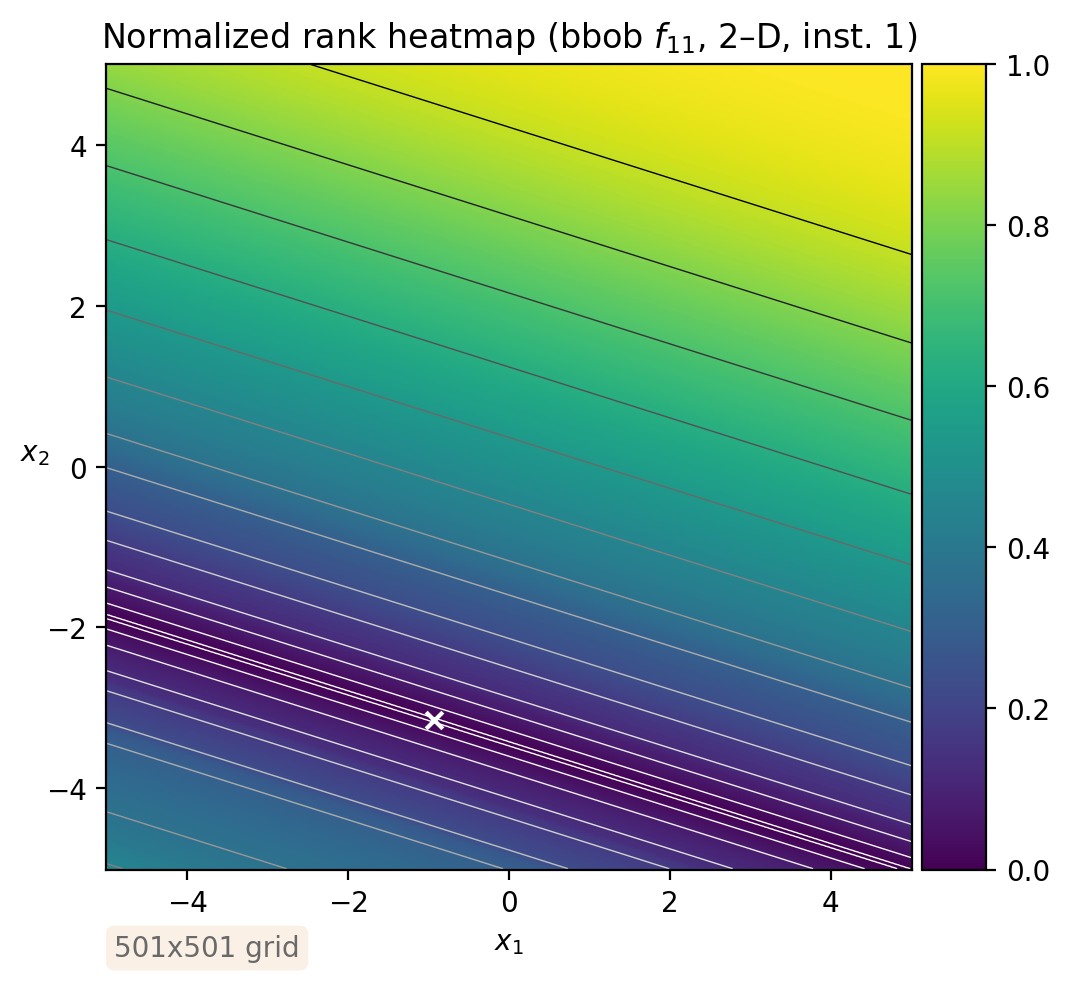 Normalized rank heatmap (bbob f11, 2–D, inst. 1)
1.0
0.8
0.6
0.4
0.2
0.0
4
2
0
−2
−4
x2
−4 −2 0 2 4
x1
501x501 grid